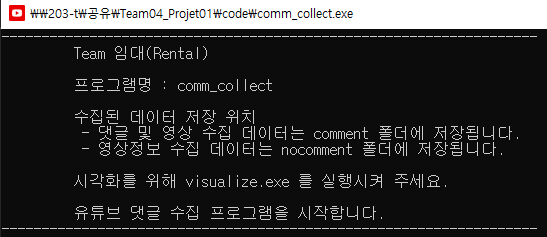 ₩₩203-t₩공유₩Team04_Projet01₩code₩comm_collect.exe
Team 임대(Rental)
프로그램명 : comm_collect
수집된 데이터 저장 위치
- 댓글 및 영상 수집 데이터는 comment 폴더에 저장됩니다.
- 영상정보 수집 데이터는 nocomment 폴더에 저장됩니다.
시각화를 위해 visualize.exe 를 실행시켜 주세요.
유튜브 댓글 수집 프로그램을 시작합니다.